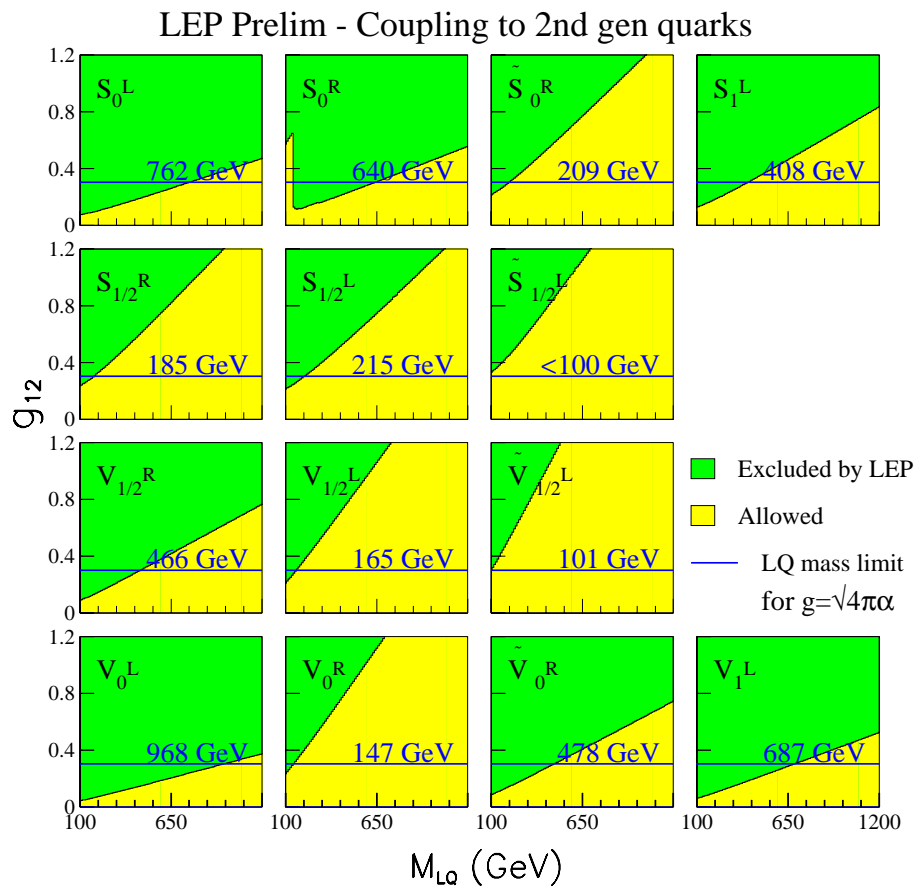 LEP Prelim - Coupling to 2nd gen quarks
1.2
0.8
0.4
0
S₀ᴸ
762 GeV
S₀ᴿ
640 GeV
S̃₀ᴿ
209 GeV
S₁ᴸ
408 GeV
1.2
0.8
0.4
0
S₁/₂ᴿ
185 GeV
S₁/₂ᴸ
215 GeV
S̃₁/₂ᴸ
<100 GeV
g₁₂
1.2
0.8
0.4
0
V₁/₂ᴿ
466 GeV
V₁/₂ᴸ
165 GeV
Ṽ₁/₂ᴸ
101 GeV
Excluded by LEP
Allowed
LQ mass limit
for g=√4πα
1.2
0.8
0.4
0
V₀ᴸ
968 GeV
V₀ᴿ
147 GeV
Ṽ₀ᴿ
478 GeV
V₁ᴸ
687 GeV
100 650 100 650 100 650 100 650 1200
M_LQ (GeV)